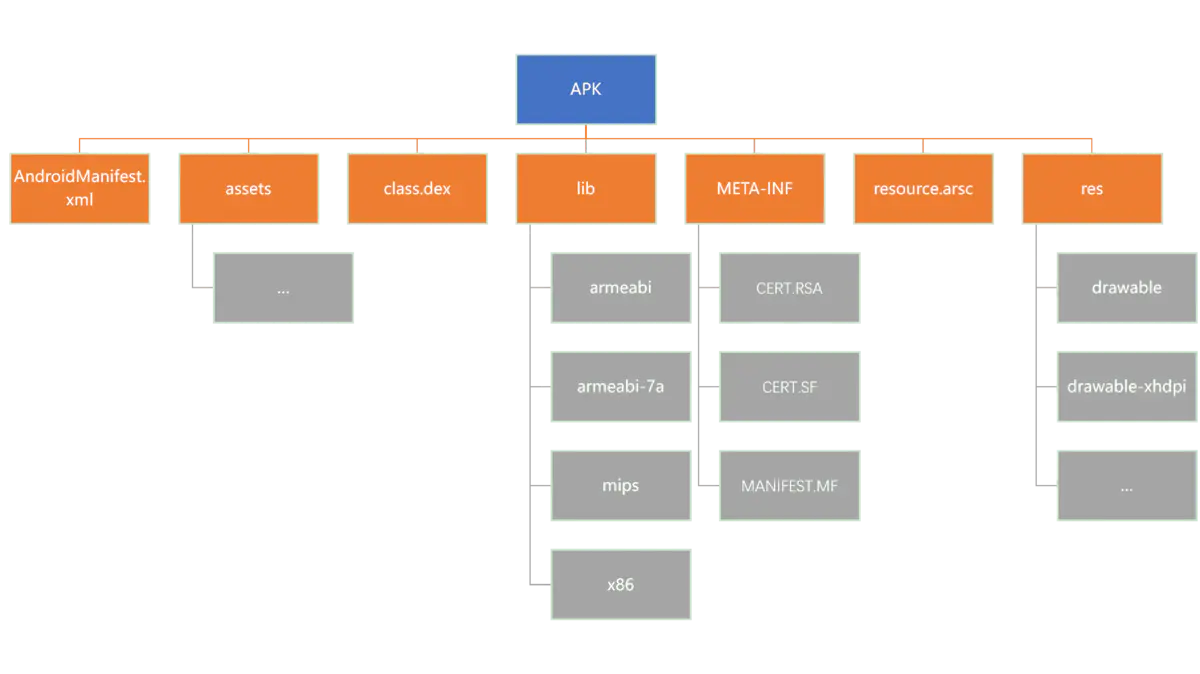 APK
AndroidManifest.
xml
assets
class.dex
lib
META-INF
resource.arsc
res
...
armeabi
CERT.RSA
drawable
armeabi-7a
CERT.SF
drawable-xhdpi
mips
MANIFEST.MF
...
x86